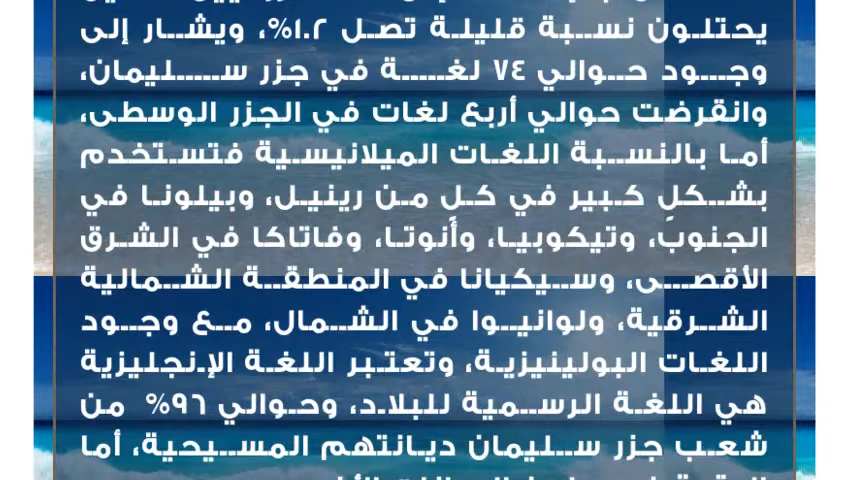 يحتلون نسبة قليلة تصل ١.٢%، ويشار إلى
وجود حوالي ٧٤ لغة في جزر سليمان،
وانقرضت حوالي أربع لغات في الجزر الوسطى،
أما بالنسبة اللغات الميلانيسية فتستخدم
بشكل كبير في كل من رينيل، وبيلونا في
الجنوب، وتيكوبيا، وأنوتا، وفاتاكا في الشرق
الأقصى، وسيكيانا في المنطقة الشمالية
الشرقية، ولوانيوا في الشمال، مع وجود
اللغات البولينيزية، وتعتبر اللغة الإنجليزية
هي اللغة الرسمية للبلاد، وحوالي ٩٦% من
شعب جزر سليمان ديانتهم المسيحية، أما